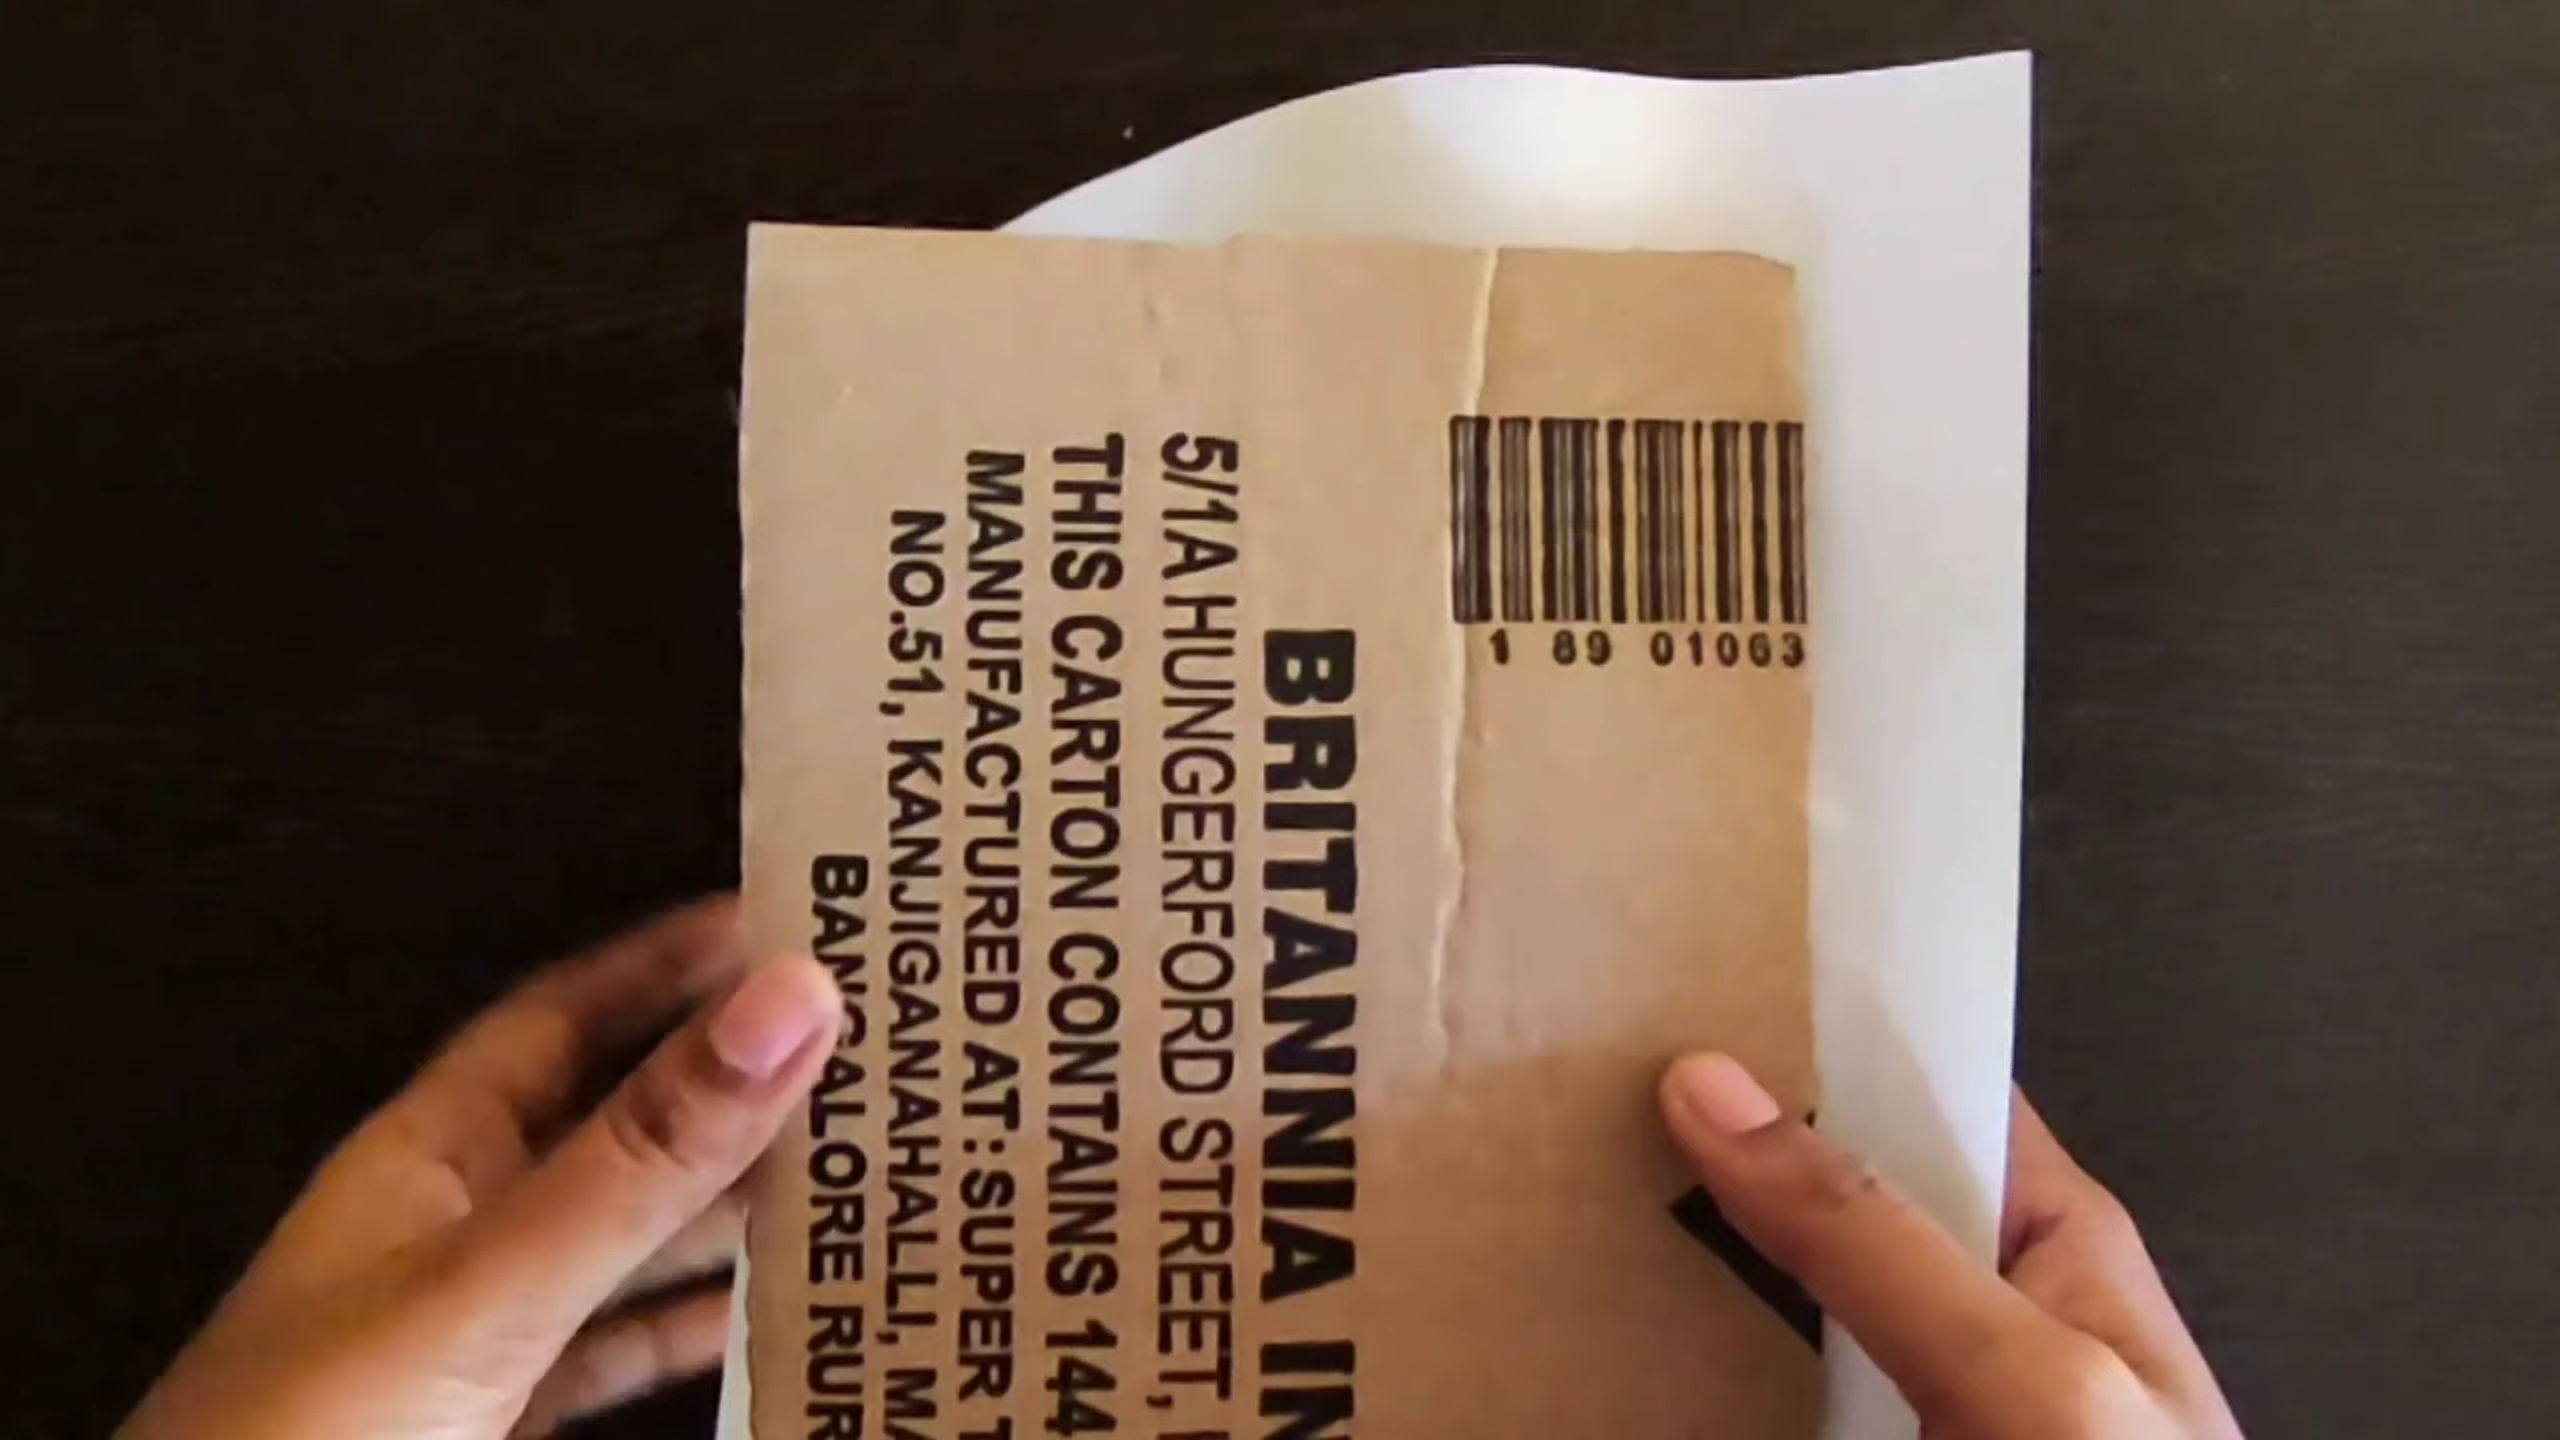 1 89 01063
BRITANNIA IN
5/1A HUNGERFORD STREET,
THIS CARTON CONTAINS 144
MANUFACTURED AT:SUPER
NO.51, KANJIGANAHALLI, MA
BANGALORE RUR